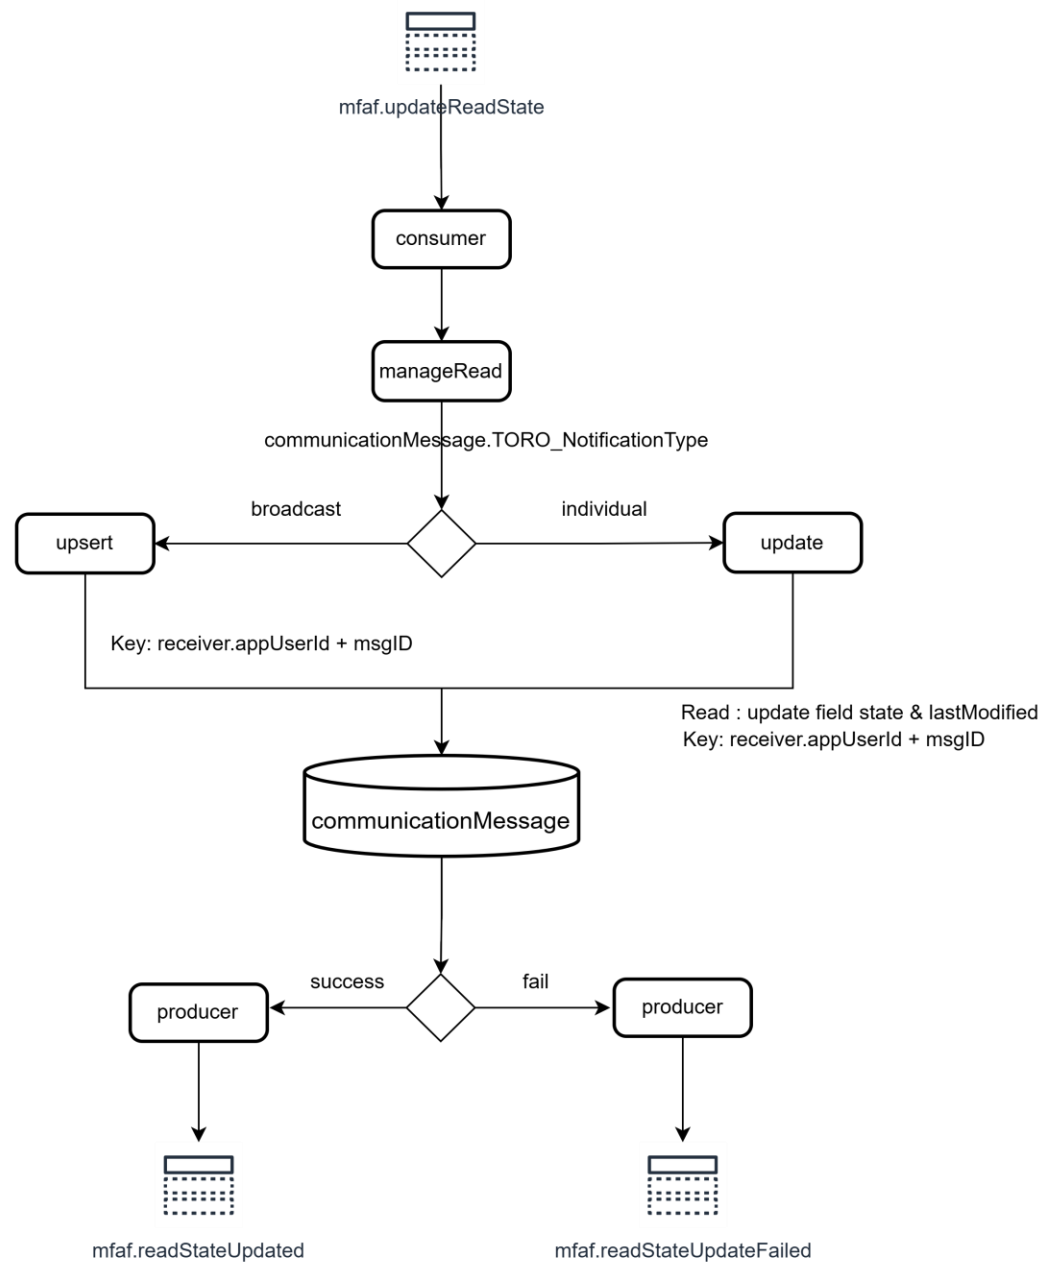 mfaf.updateReadState
consumer
manageRead
communicationMessage.TORO_NotificationType
broadcast
individual
upsert
update
Key: receiver.appUserId + msgID
Read : update field state & lastModified
Key: receiver.appUserId + msgID
communicationMessage
success
fail
producer
producer
mfaf.readStateUpdated
mfaf.readStateUpdateFailed